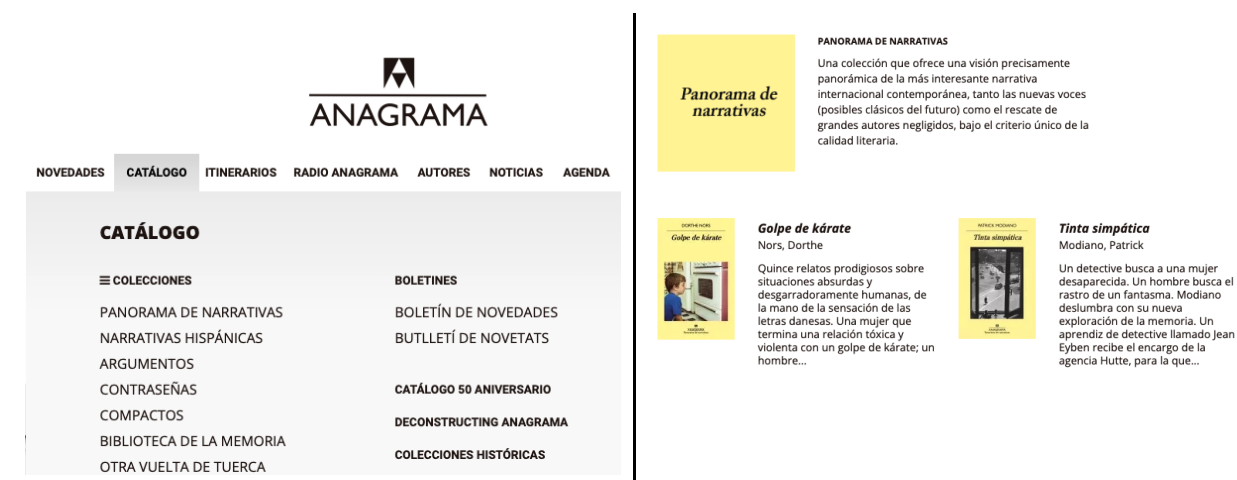 ANAGRAMA
NOVEDADES CATÁLOGO ITINERARIOS RADIO ANAGRAMA AUTORES NOTICIAS AGENDA
CATÁLOGO
COLECCIONES
PANORAMA DE NARRATIVAS
NARRATIVAS HISPÁNICAS
ARGUMENTOS
CONTRASEÑAS
COMPACTOS
BIBLIOTECA DE LA MEMORIA
OTRA VUELTA DE TUERCA
BOLETINES
BOLETÍN DE NOVEDADES
BUTLLETÍ DE NOVETATS
CATÁLOGO 50 ANIVERSARIO
DECONSTRUCTING ANAGRAMA
COLECCIONES HISTÓRICAS
Panorama de
narrativas
PANORAMA DE NARRATIVAS
Una colección que ofrece una visión precisamente
panorámica de la más interesante narrativa
internacional contemporánea, tanto las nuevas voces
(posibles clásicos del futuro) como el rescate de
grandes autores negligidos, bajo el criterio único de la
calidad literaria.
DORTHE NORS
Golpe de kárate
Golpe de kárate
Nors, Dorthe
Quince relatos prodigiosos sobre
situaciones absurdas y
desgarradoramente humanas, de
la mano de la sensación de las
letras danesas. Una mujer que
termina una relación tóxica y
violenta con un golpe de kárate; un
hombre...
PATRICK MODIANO
Tinta simpática
Tinta simpática
Modiano, Patrick
Un detective busca a una mujer
desaparecida. Un hombre busca el
rastro de un fantasma. Modiano
deslumbra con su nueva
exploración de la memoria. Un
aprendiz de detective llamado Jean
Eyben recibe el encargo de la
agencia Hutte, para la que...